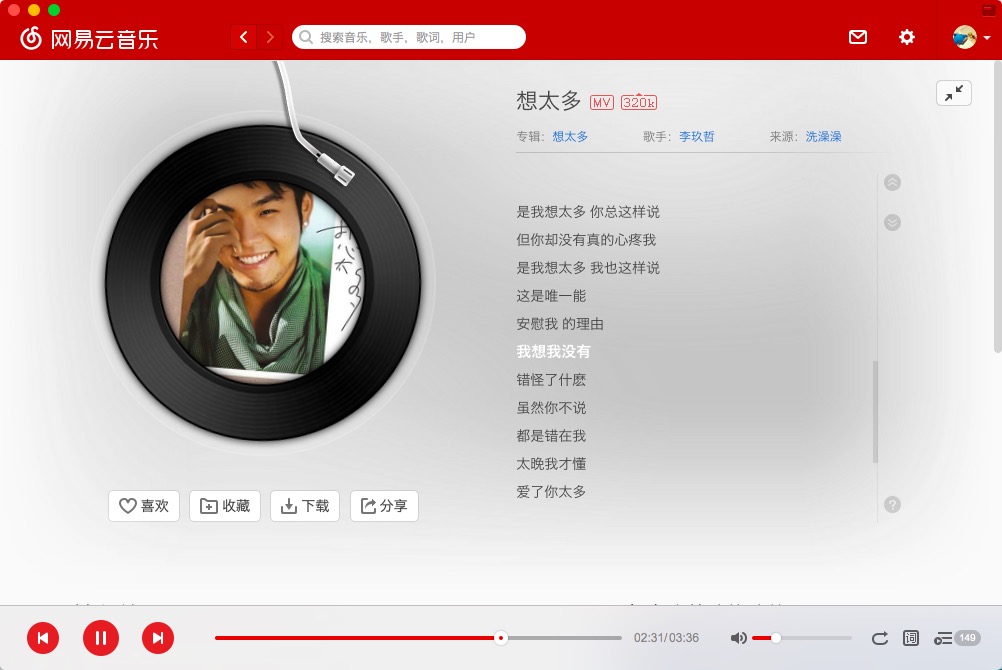 网易云音乐
搜索音乐，歌手，歌词，用户
想太多 MV 320k
专辑：想太多 歌手：李玖哲 来源：洗澡澡
是我想太多 你总这样说
但你却没有真的心疼我
是我想太多 我也这样说
这是唯一能
安慰我 的理由
我想我没有
错怪了什麽
虽然你不说
都是错在我
太晚我才懂
爱了你太多
想太多
喜欢 收藏 下载 分享
02:31/03:36 词 149